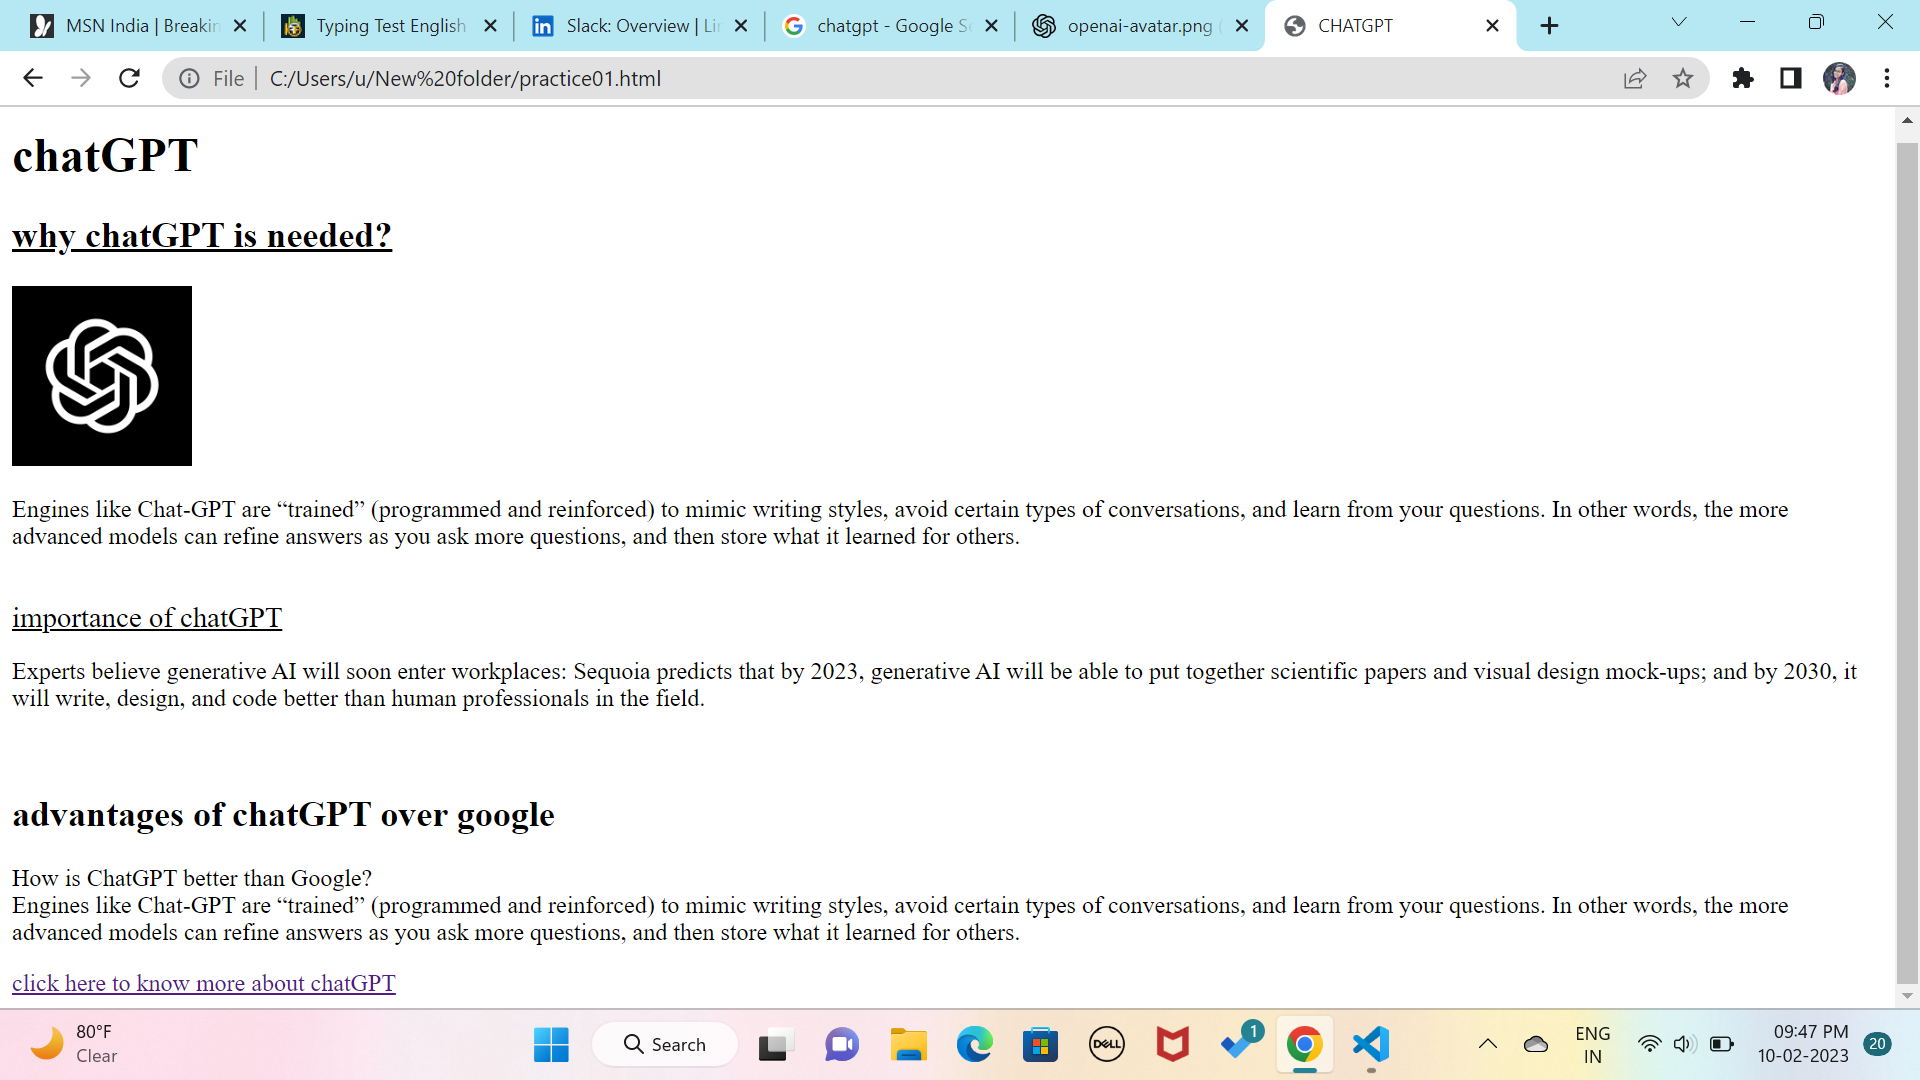 MSN India | Breakin
Typing Test English
Slack: Overview | Li
chatgpt - Google S
openai-avatar.png
CHATGPT
File
C:/Users/u/New%20folder/practice01.html
chatGPT
why chatGPT is needed?
Engines like Chat-GPT are “trained” (programmed and reinforced) to mimic writing styles, avoid certain types of conversations, and learn from your questions. In other words, the more
advanced models can refine answers as you ask more questions, and then store what it learned for others.
importance of chatGPT
Experts believe generative AI will soon enter workplaces: Sequoia predicts that by 2023, generative AI will be able to put together scientific papers and visual design mock-ups; and by 2030, it
will write, design, and code better than human professionals in the field.
advantages of chatGPT over google
How is ChatGPT better than Google?
Engines like Chat-GPT are “trained” (programmed and reinforced) to mimic writing styles, avoid certain types of conversations, and learn from your questions. In other words, the more
advanced models can refine answers as you ask more questions, and then store what it learned for others.
click here to know more about chatGPT
80°F
Clear
Search
DELL
1
ENG
IN
09:47 PM
10-02-2023
20